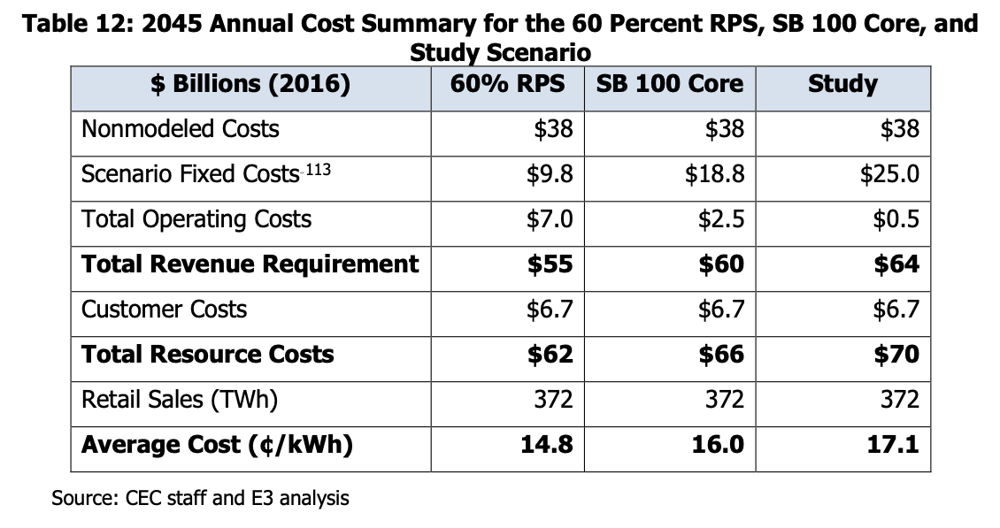 Table 12: 2045 Annual Cost Summary for the 60 Percent RPS, SB 100 Core, and
Study Scenario
$ Billions (2016) 60% RPS SB 100 Core Study
Nonmodeled Costs $38 $38 $38
Scenario Fixed Costs 113 $9.8 $18.8 $25.0
Total Operating Costs $7.0 $2.5 $0.5
Total Revenue Requirement $55 $60 $64
Customer Costs $6.7 $6.7 $6.7
Total Resource Costs $62 $66 $70
Retail Sales (TWh) 372 372 372
Average Cost (¢/kWh) 14.8 16.0 17.1
Source: CEC staff and E3 analysis